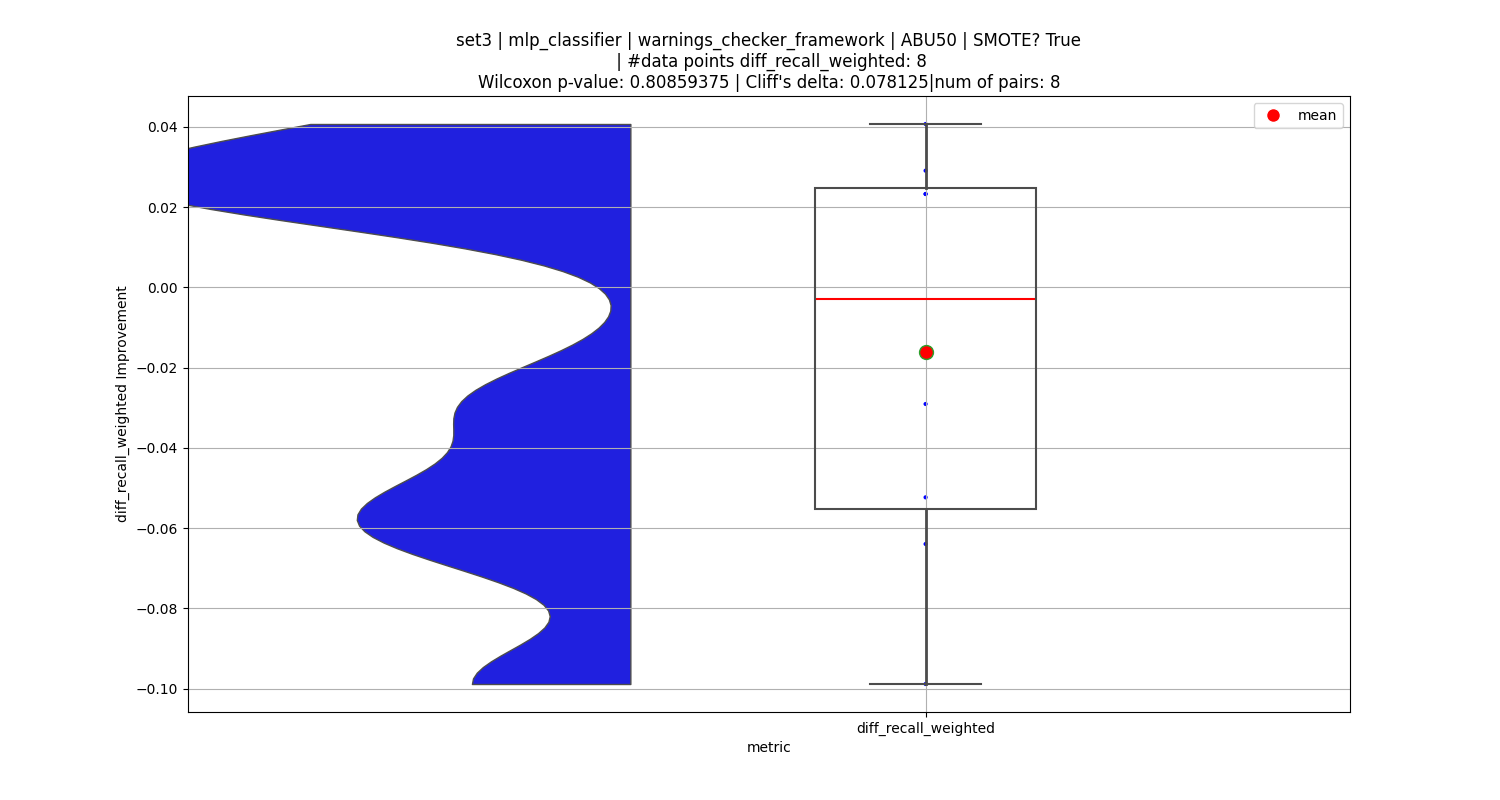 set3 | mlp_classifier | warnings_checker_framework | ABU50 | SMOTE? True
| #data points diff_recall_weighted: 8
Wilcoxon p-value: 0.80859375 | Cliff's delta: 0.078125|num of pairs: 8
mean
0.04
0.02
0.00
−0.02
−0.04
−0.06
−0.08
−0.10
diff_recall_weighted Improvement
diff_recall_weighted
metric